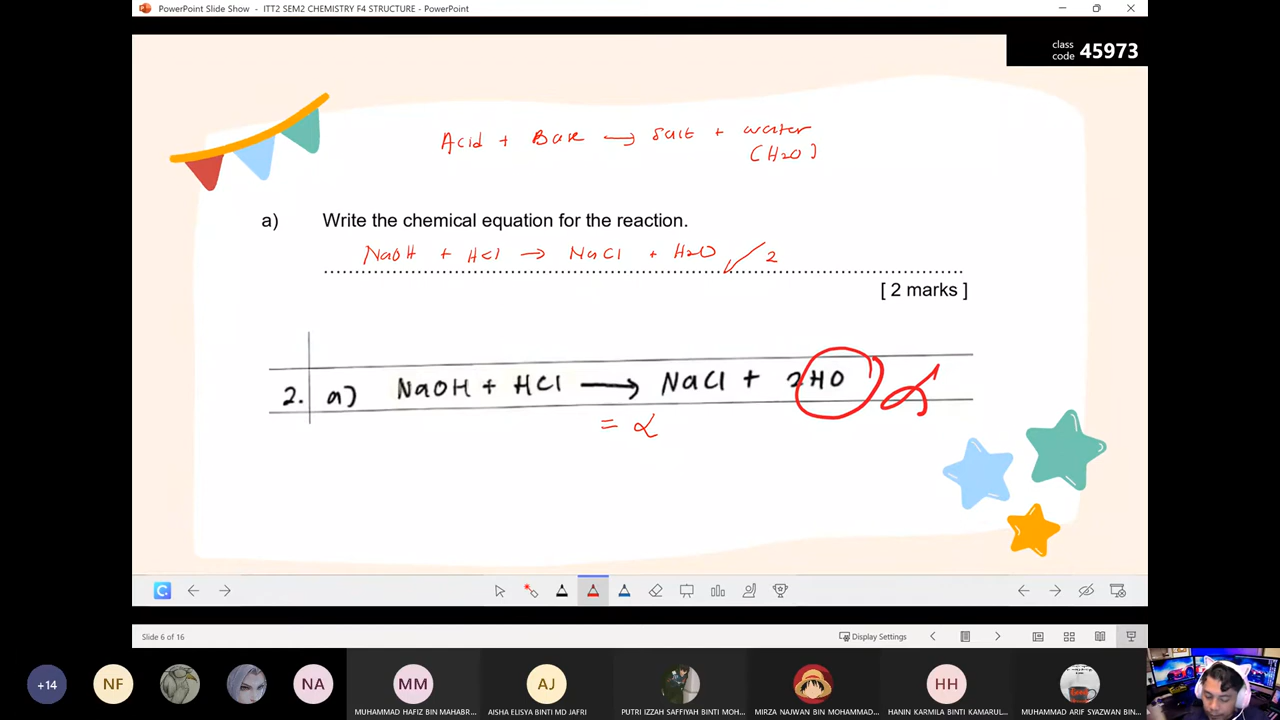 PowerPoint Slide Show - ITT2 SEM2 CHEMISTRY F4 STRUCTURE - PowerPoint
class code 45973
Acid + Base → salt + water
(H2O)
a) Write the chemical equation for the reaction.
NaOH + HCl → NaCl + H2O / 2
[ 2 marks ]
2. a) NaOH + HCl → NaCl + 2HO
=
Slide 6 of 16
Display Settings
+14
NF
NA
MM
AJ
HH
MUHAMMAD HAFIZ BIN MAHABR...
AISHA ELISYA BINTI MD JAFRI
PUTRI IZZAH SAFFIYAH BINTI MOH...
MIRZA NAJWAN BIN MOHAMMAD...
HANIN KARMILA BINTI KAMARUL...
MUHAMMAD ARIF SYAZWAN BIN...